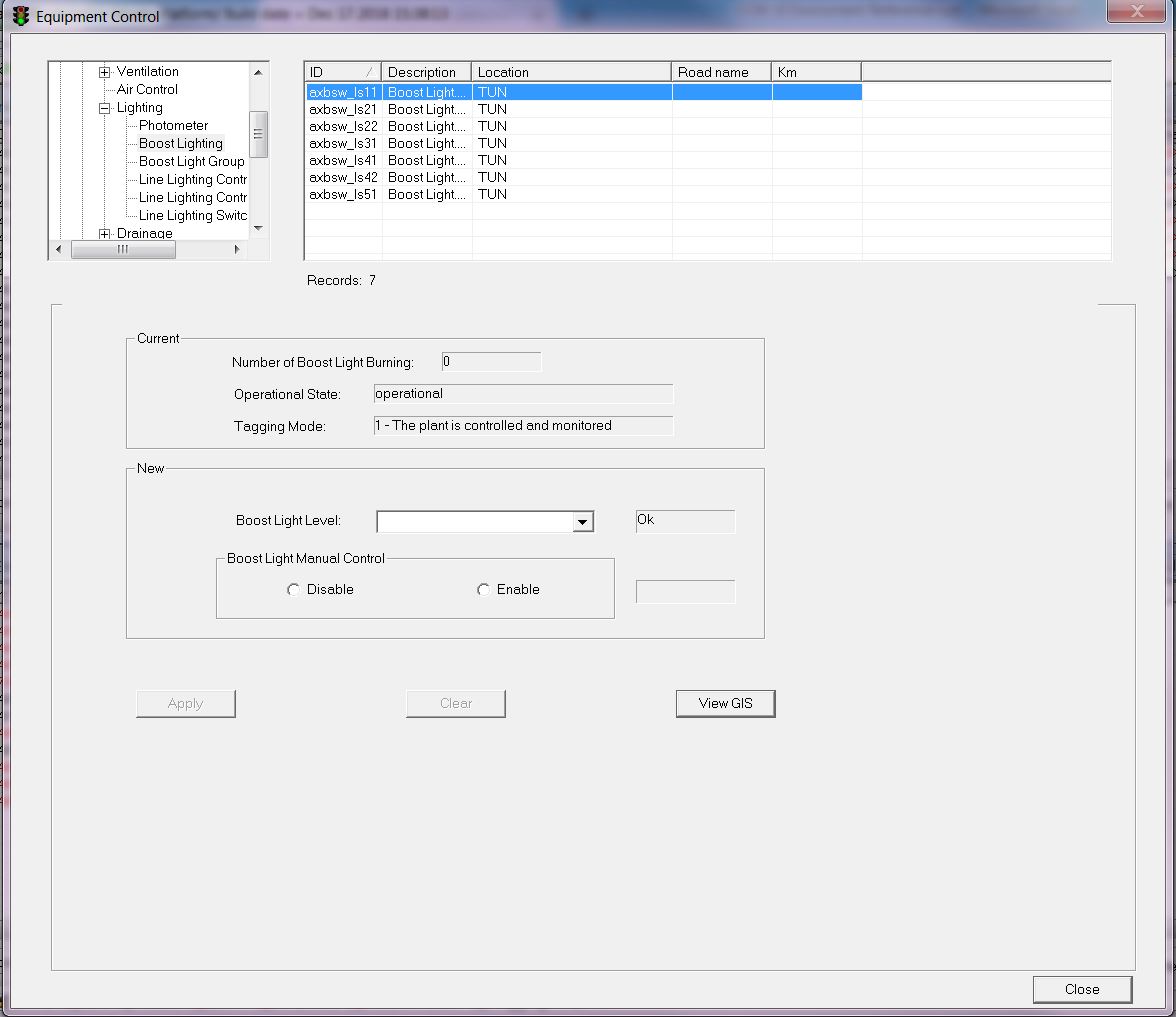 Equipment Control
Ventilation
Air Control
Lighting
Photometer
Boost Lighting
Boost Light Group
Line Lighting Contr
Line Lighting Contr
Line Lighting Switc
Drainage
ID Description Location Road name Km
axbsw_ls11 Boost Light.... TUN
axbsw_ls21 Boost Light.... TUN
axbsw_ls22 Boost Light.... TUN
axbsw_ls31 Boost Light.... TUN
axbsw_ls41 Boost Light.... TUN
axbsw_ls42 Boost Light.... TUN
axbsw_ls51 Boost Light.... TUN
Records: 7
Current
Number of Boost Light Burning: 0
Operational State: operational
Tagging Mode: 1 - The plant is controlled and monitored
New
Boost Light Level: Ok
Boost Light Manual Control
Disable Enable
Apply Clear View GIS
Close